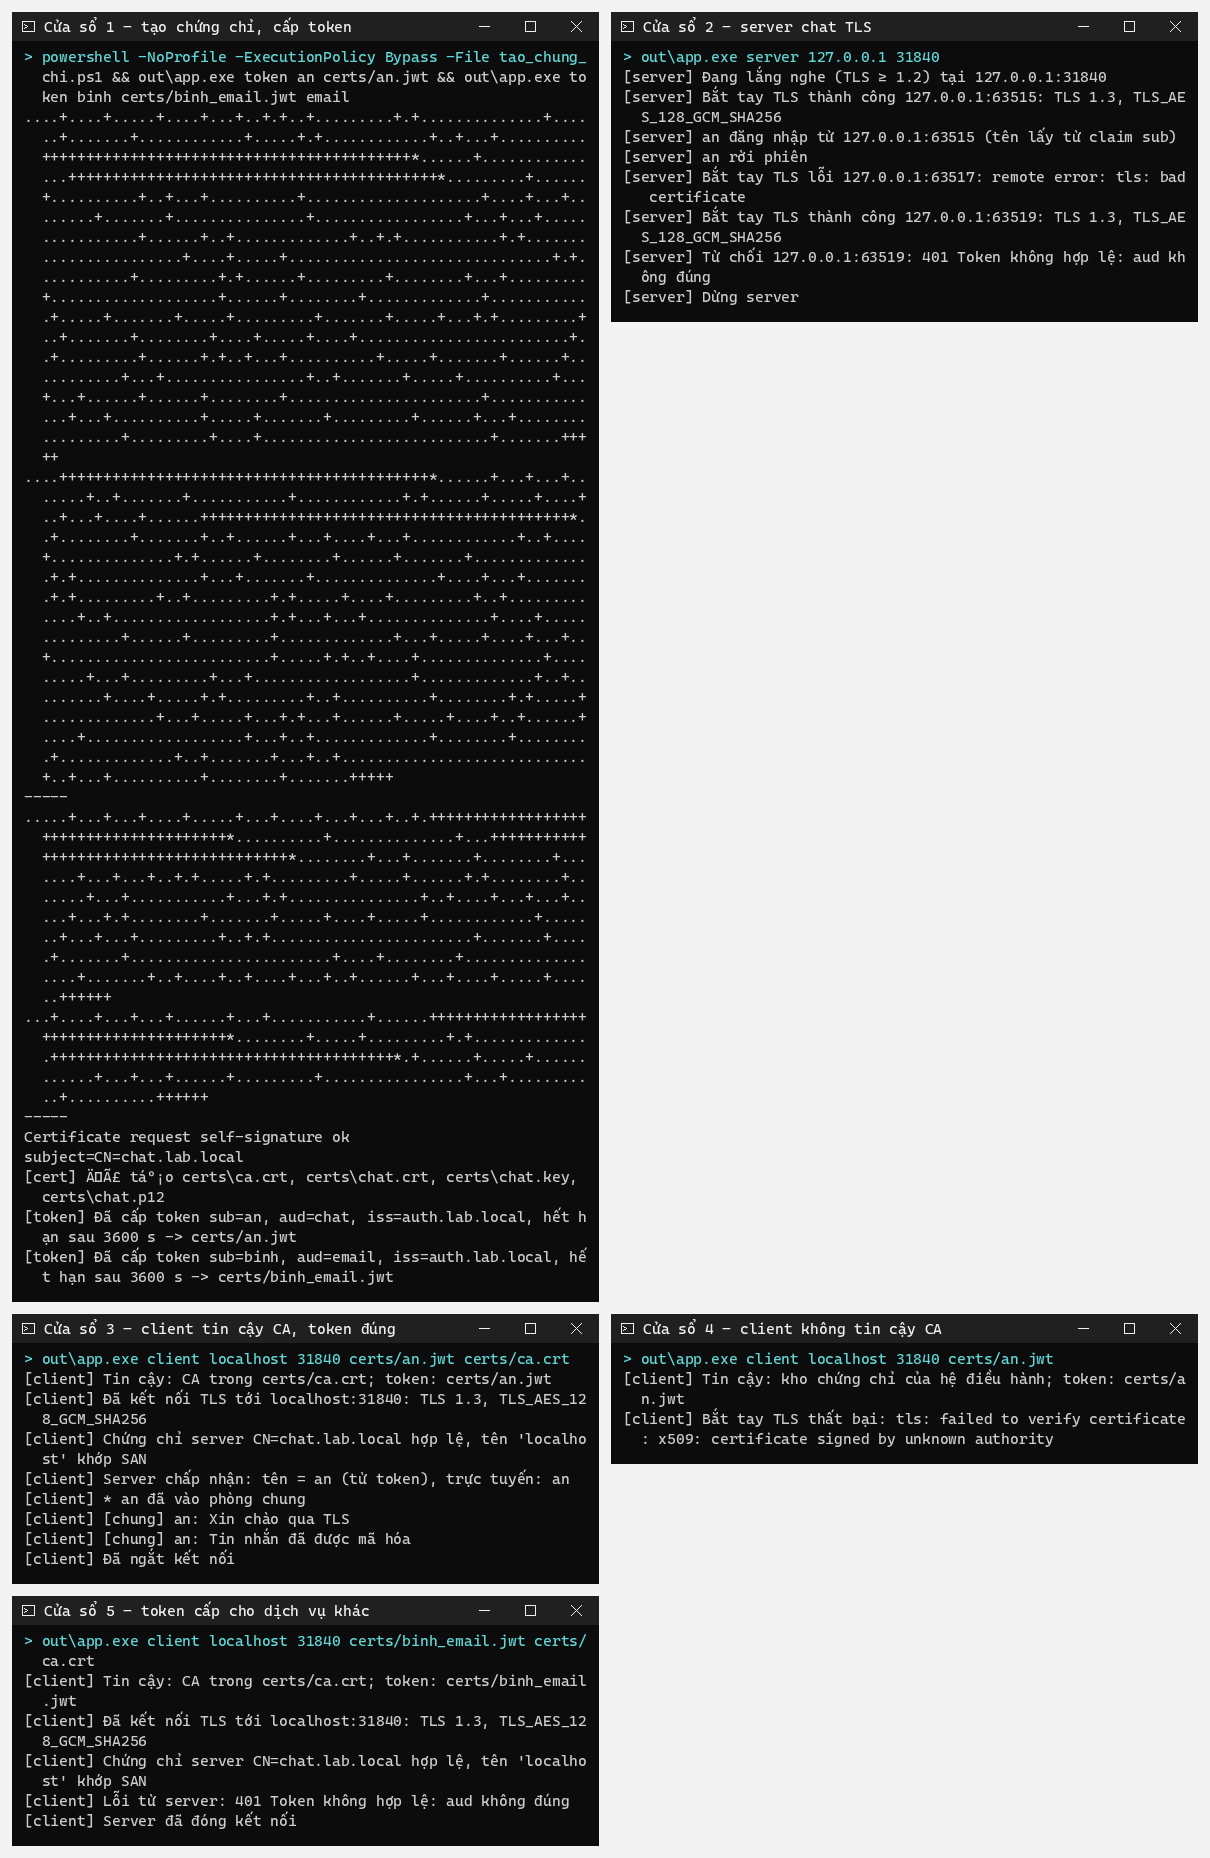 Cửa sổ 1 – tạo chứng chỉ, cấp token
> powershell -NoProfile -ExecutionPolicy Bypass -File tao_chung_
chi.ps1 && out\app.exe token an certs/an.jwt && out\app.exe to
ken binh certs/binh_email.jwt email
-----
-----
Certificate request self-signature ok
subject=CN=chat.lab.local
[cert] certs\ca.crt, certs\chat.crt, certs\chat.key,
certs\chat.p12
[token] Đã cấp token sub=an, aud=chat, iss=auth.lab.local, hết h
ạn sau 3600 s -> certs/an.jwt
[token] Đã cấp token sub=binh, aud=email, iss=auth.lab.local, hế
t hạn sau 3600 s -> certs/binh_email.jwt
Cửa sổ 2 – server chat TLS
> out\app.exe server 127.0.0.1 31840
[server] Đang lắng nghe (TLS ≥ 1.2) tại 127.0.0.1:31840
[server] Bắt tay TLS thành công 127.0.0.1:63515: TLS 1.3, TLS_AE
S_128_GCM_SHA256
[server] an đăng nhập từ 127.0.0.1:63515 (tên lấy từ claim sub)
[server] an rời phiên
[server] Bắt tay TLS lỗi 127.0.0.1:63517: remote error: tls: bad
certificate
[server] Bắt tay TLS thành công 127.0.0.1:63519: TLS 1.3, TLS_AE
S_128_GCM_SHA256
[server] Từ chối 127.0.0.1:63519: 401 Token không hợp lệ: aud kh
ông đúng
[server] Dừng server
Cửa sổ 3 – client tin cậy CA, token đúng
> out\app.exe client localhost 31840 certs/an.jwt certs/ca.crt
[client] Tin cậy: CA trong certs/ca.crt; token: certs/an.jwt
[client] Đã kết nối TLS tới localhost:31840: TLS 1.3, TLS_AES_12
8_GCM_SHA256
[client] Chứng chỉ server CN=chat.lab.local hợp lệ, tên 'localho
st' khớp SAN
[client] Server chấp nhận: tên = an (từ token), trực tuyến: an
[client] * an đã vào phòng chung
[client] [chung] an: Xin chào qua TLS
[client] [chung] an: Tin nhắn đã được mã hóa
[client] Đã ngắt kết nối
Cửa sổ 4 – client không tin cậy CA
> out\app.exe client localhost 31840 certs/an.jwt
[client] Tin cậy: kho chứng chỉ của hệ điều hành; token: certs/a
n.jwt
[client] Bắt tay TLS thất bại: tls: failed to verify certificate
: x509: certificate signed by unknown authority
Cửa sổ 5 – token cấp cho dịch vụ khác
> out\app.exe client localhost 31840 certs/binh_email.jwt certs/
ca.crt
[client] Tin cậy: CA trong certs/ca.crt; token: certs/binh_email
.jwt
[client] Đã kết nối TLS tới localhost:31840: TLS 1.3, TLS_AES_12
8_GCM_SHA256
[client] Chứng chỉ server CN=chat.lab.local hợp lệ, tên 'localho
st' khớp SAN
[client] Lỗi từ server: 401 Token không hợp lệ: aud không đúng
[client] Server đã đóng kết nối